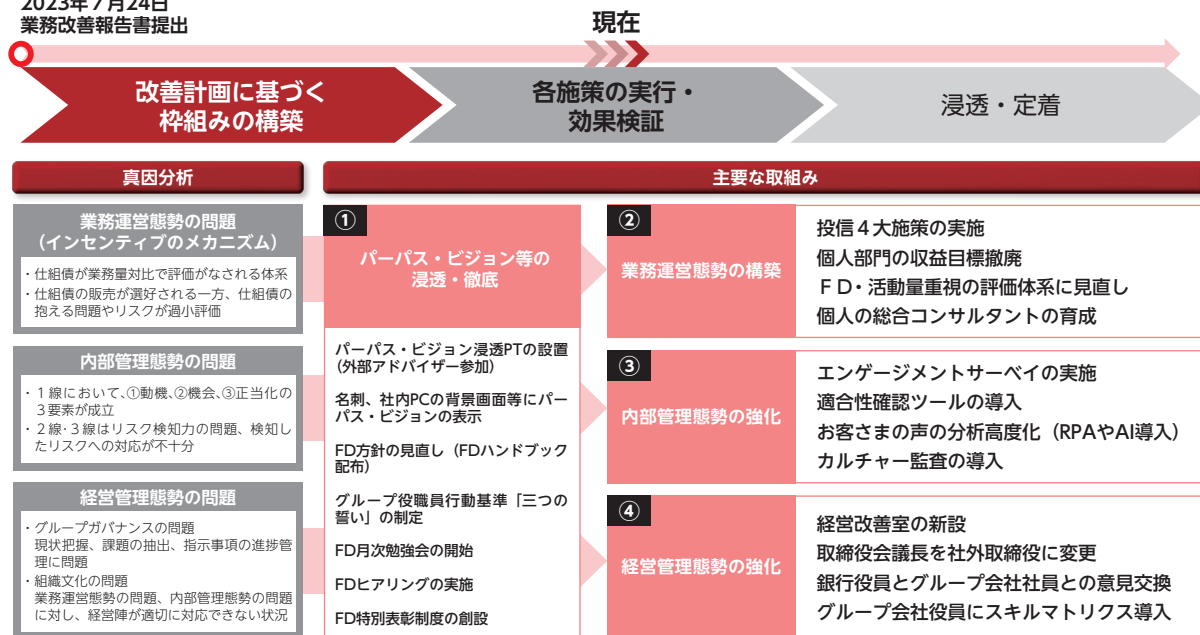 2023年7月24日
業務改善報告書提出
現在
改善計画に基づく
枠組みの構築
各施策の実行・
効果検証
浸透・定着
真因分析
主要な取組み
業務運営態勢の問題
(インセンティブのメカニズム)
・仕組債が業務量対比で評価がなされる体系
・仕組債の販売が選好される一方、仕組債の
抱える問題やリスクが過小評価
内部管理態勢の問題
・1線において、①動機、②機会、③正当化の
3要素が成立
・2線・3線はリスク検知力の問題、検知し
たリスクへの対応が不十分
経営管理態勢の問題
・グループガバナンスの問題
現状把握、課題の抽出、指示事項の進捗管
理に問題
・組織文化の問題
業務運営態勢の問題、内部管理態勢の問題
に対し、経営陣が適切に対応できない状況
①
パーパス・ビジョン等の
浸透・徹底
パーパス・ビジョン浸透PTの設置
(外部アドバイザー参加)
名刺、社内PCの背景画面等にパー
パス・ビジョンの表示
FD方針の見直し(FDハンドブック
配布)
グループ役職員行動基準「三つの
誓い」の制定
FD月次勉強会の開始
FDヒアリングの実施
FD特別表彰制度の創設
②
業務運営態勢の構築
投信4大施策の実施
個人部門の収益目標撤廃
FD・活動量重視の評価体系に見直し
個人の総合コンサルタントの育成
③
内部管理態勢の強化
エンゲージメントサーベイの実施
適合性確認ツールの導入
お客さまの声の分析高度化(RPAやAI導入)
カルチャー監査の導入
④
経営管理態勢の強化
経営改善室の新設
取締役会議長を社外取締役に変更
銀行役員とグループ会社社員との意見交換
グループ会社役員にスキルマトリクス導入